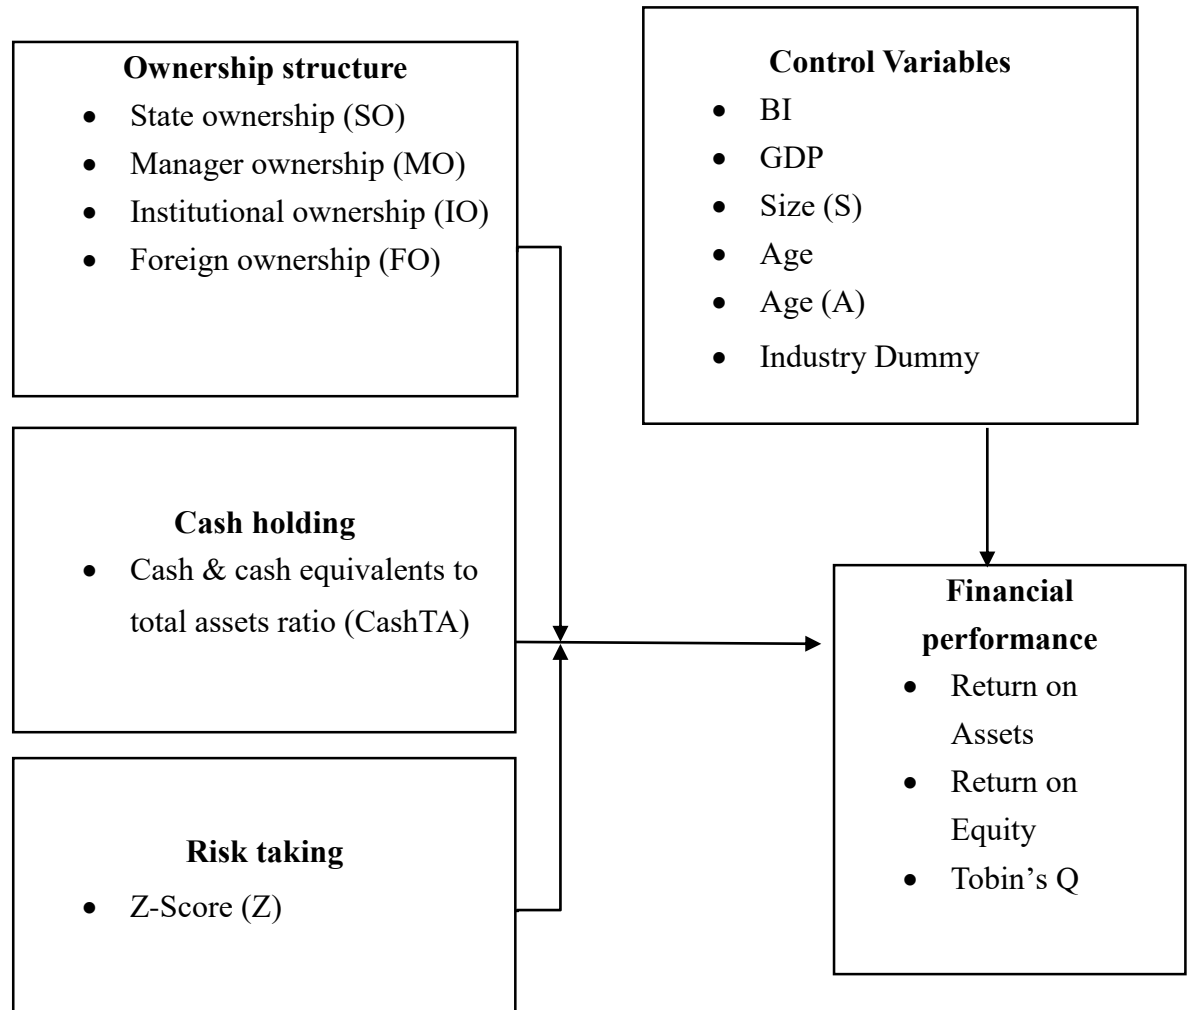 Ownership structure
• State ownership (SO)
• Manager ownership (MO)
• Institutional ownership (IO)
• Foreign ownership (FO)
Control Variables
• BI
• GDP
• Size (S)
• Age
• Age (A)
• Industry Dummy
Cash holding
• Cash & cash equivalents to
total assets ratio (CashTA)
Risk taking
• Z-Score (Z)
Financial
performance
• Return on
Assets
• Return on
Equity
• Tobin’s Q